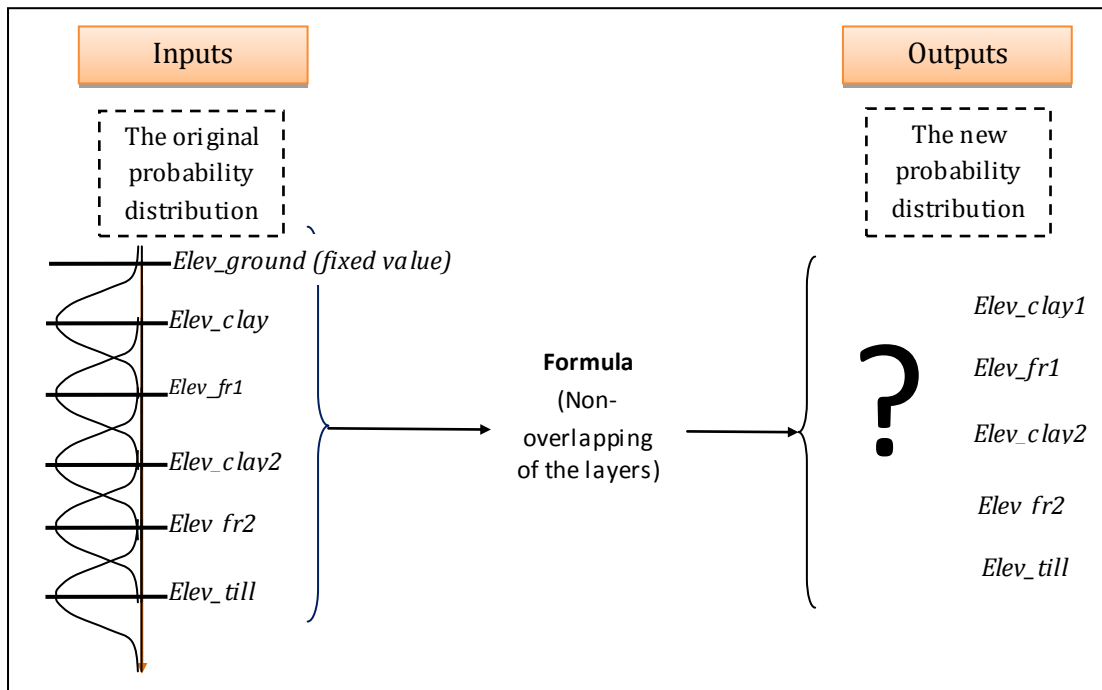 Inputs
Outputs
The original
probability
distribution
The new
probability
distribution
Elev_ground (fixed value)
Elev_clay
Elev_fr1
Elev_clay2
Elev fr2
Elev_till
Formula
(Non-
overlapping
of the layers)
?
Elev_clay1
Elev_fr1
Elev_clay2
Elev fr2
Elev_till